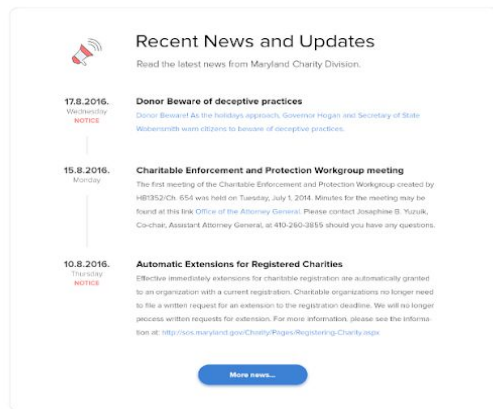 Recent News and Updates
Read the latest news from Maryland Charity Division.
17.8.2016.
Wednesday
NOTICE
Donor Beware of deceptive practices
Donor Beware! As the holidays approach, Governor Hogan and Secretary of State
Wobensmith warn citizens to beware of deceptive practices.
15.8.2016.
Monday
Charitable Enforcement and Protection Workgroup meeting
The first meeting of the Charitable Enforcement and Protection Workgroup created by
HB1352/Ch. 654 was held on Tuesday, July 1, 2014. Minutes for the meeting may be
found at this link Office of the Attorney General. Please contact Josaphine B. Yuzuik,
Co-chair, Assistant Attorney General, at 410-260-3855 should you have any questions.
10.8.2016.
Thursday
NOTICE
Automatic Extensions for Registered Charities
Effective immediately extensions for charitable registration are automatically granted
to an organization with a current registration. Charitable organizations no longer need
to file a written request for an extension to the registration deadline. We will no longer
process written requests for extension. For more information, please see the informa-
tion at: http://sos.maryland.gov/Charity/Pages/Registering-Charity.aspx
More news...